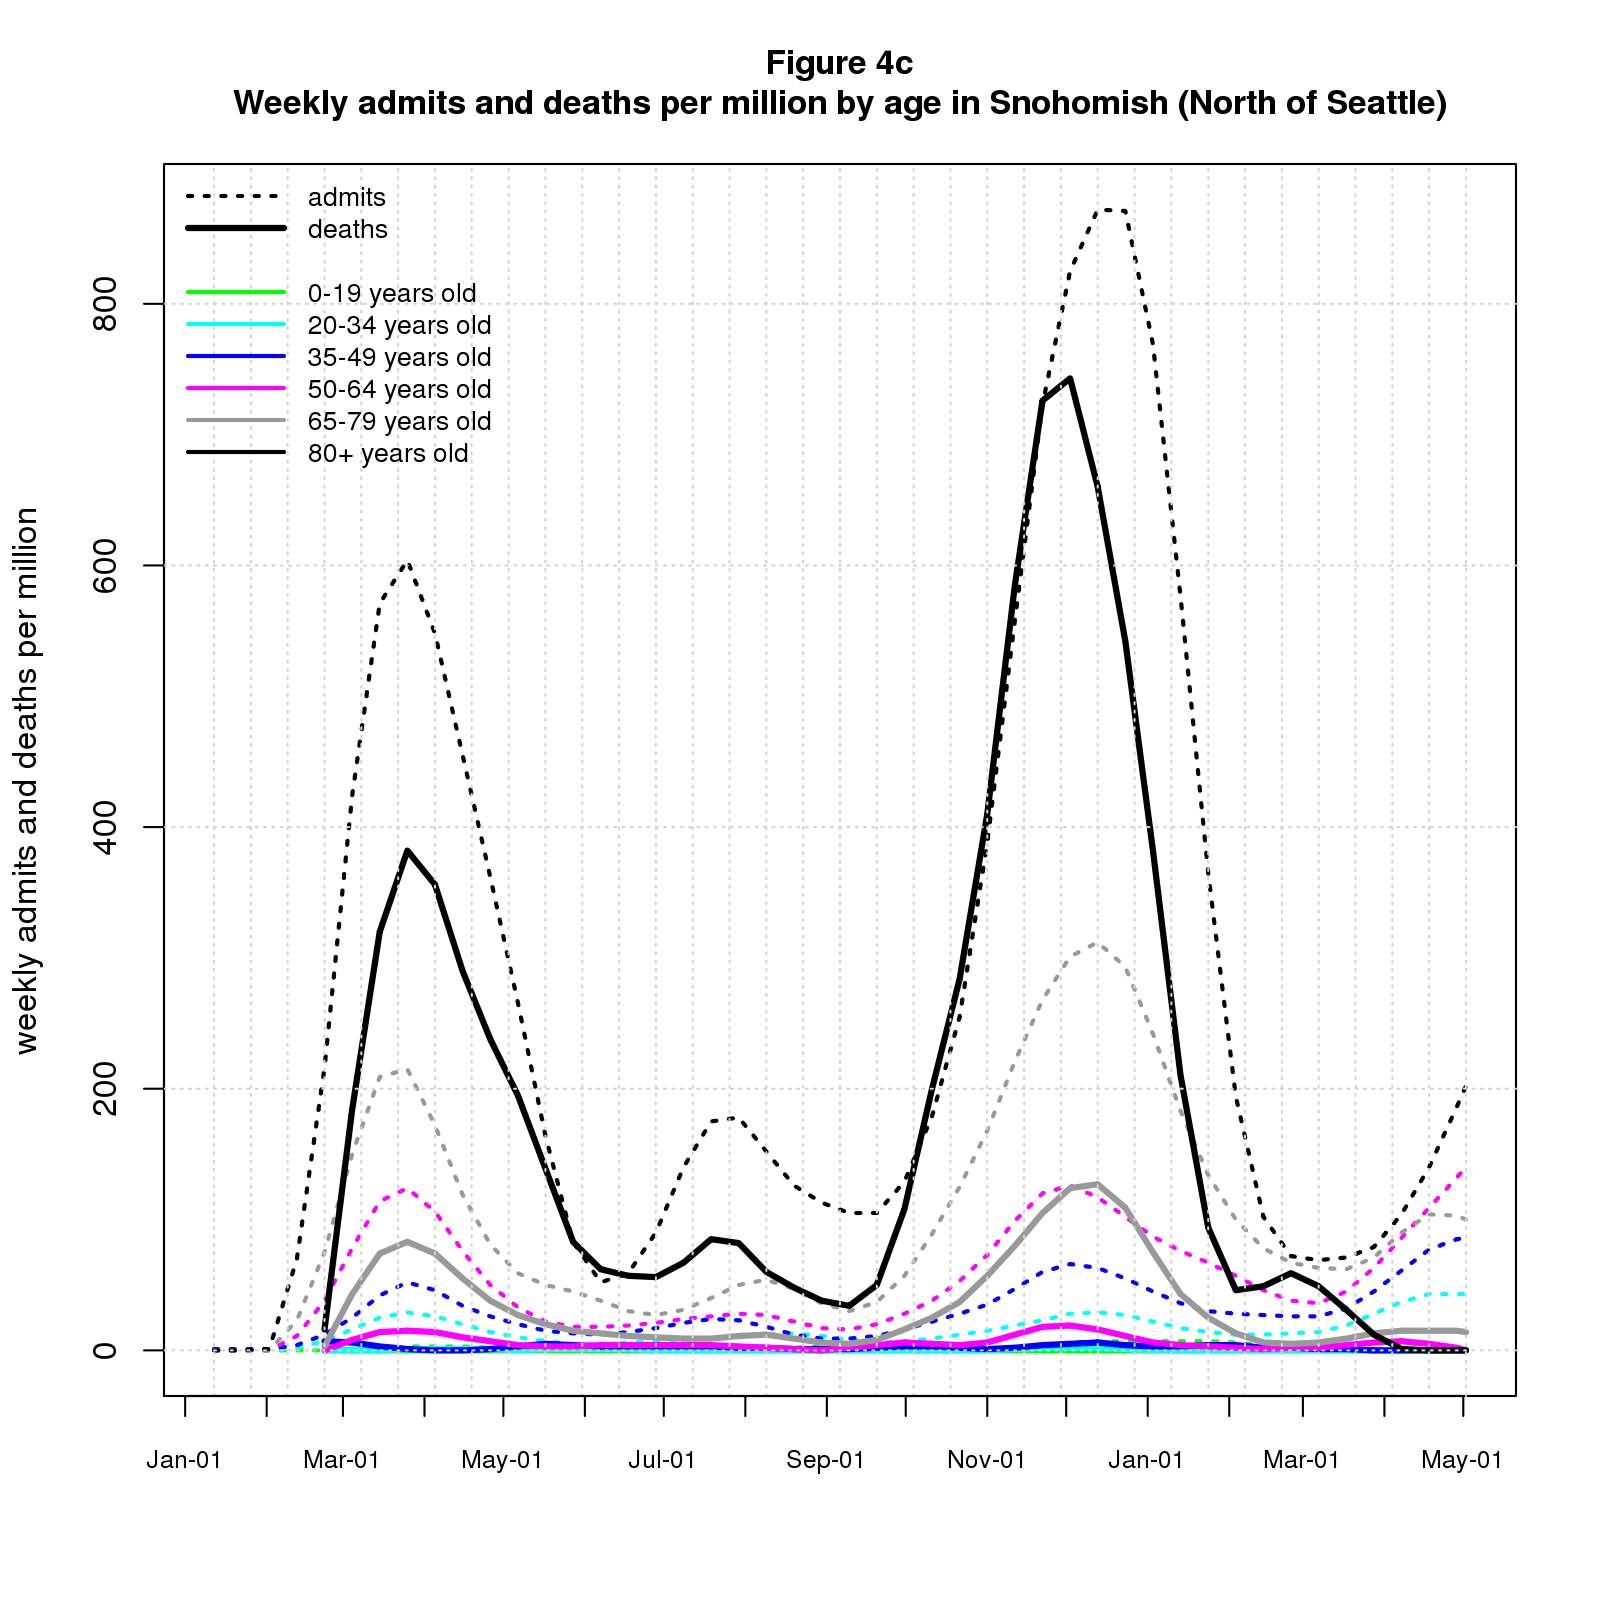 Figure 4c
Weekly admits and deaths per million by age in Snohomish (North of Seattle)
admits
deaths
0-19 years old
20-34 years old
35-49 years old
50-64 years old
65-79 years old
80+ years old
weekly admits and deaths per million
800
600
400
200
0
Jan-01 Mar-01 May-01 Jul-01 Sep-01 Nov-01 Jan-01 Mar-01 May-01